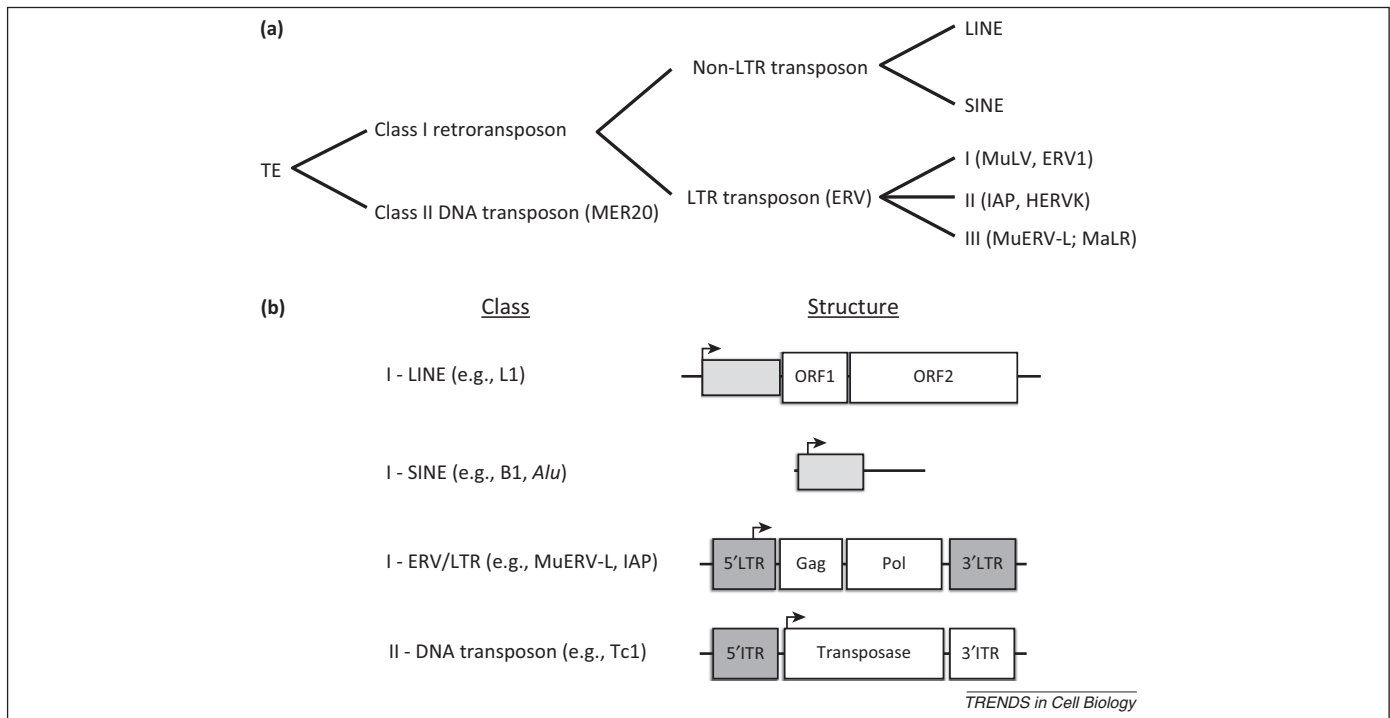 (a)
LINE
Non-LTR transposon
SINE
Class I retroransposon
I (MuLV, ERV1)
TE
LTR transposon (ERV)
II (IAP, HERVK)
Class II DNA transposon (MER20)
III (MuERV-L; MaLR)
(b) Class Structure
I - LINE (e.g., L1) ORF1 ORF2
I - SINE (e.g., B1, Alu)
I - ERV/LTR (e.g., MuERV-L, IAP) 5′LTR Gag Pol 3′LTR
II - DNA transposon (e.g., Tc1) 5′ITR Transposase 3′ITR
TRENDS in Cell Biology